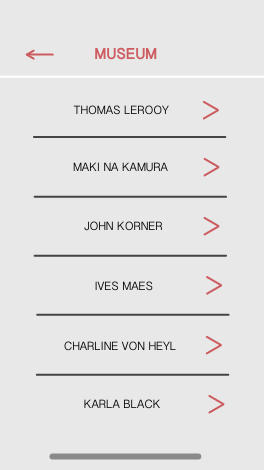 MUSEUM
THOMAS LEROOY
MAKI NA KAMURA
JOHN KORNER
IVES MAES
CHARLINE VON HEYL
KARLA BLACK